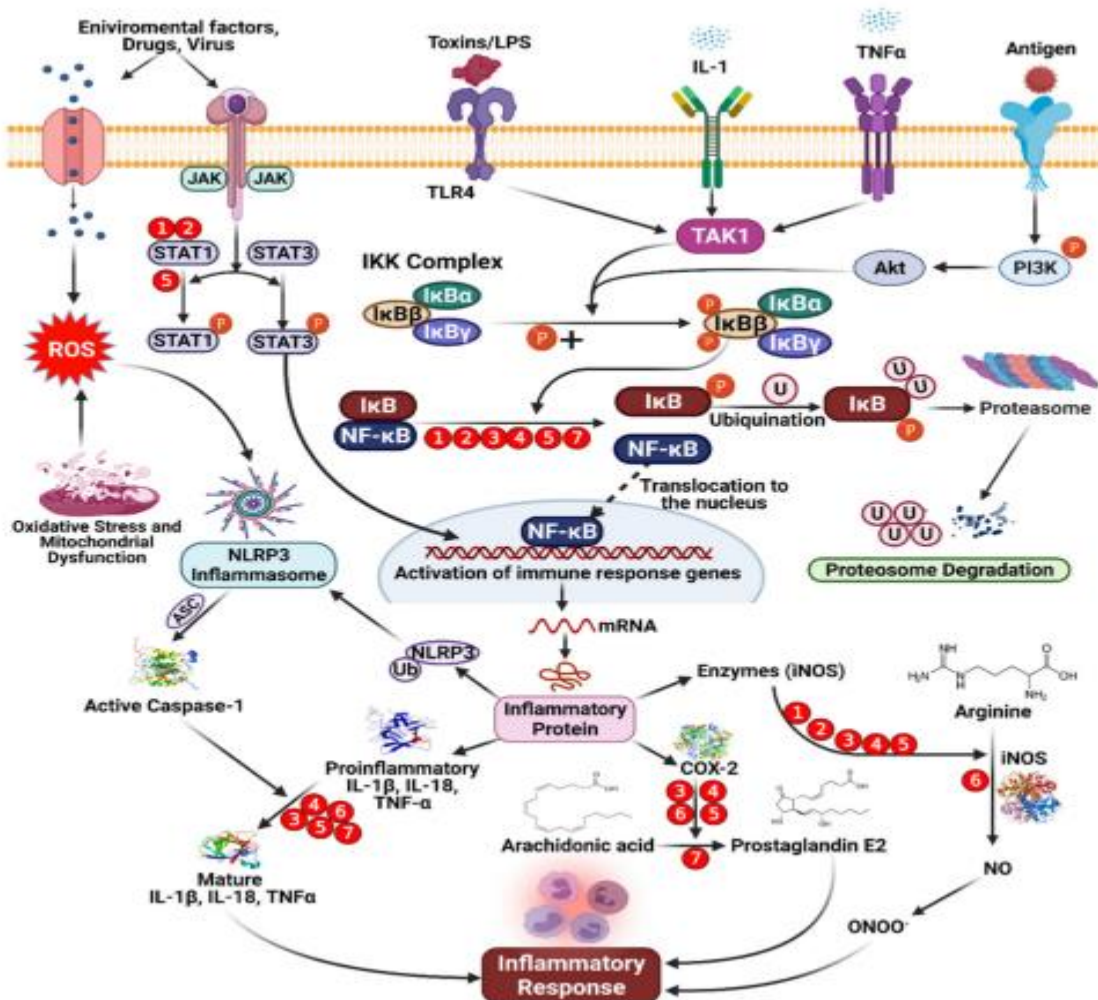 Eniviromental factors,
Drugs, Virus
Toxins/LPS
IL-1
TNFα
Antigen
JAK
JAK
TLR4
1 2
STAT1
STAT3
5
TAK1
P
Akt
PI3K
IKK Complex
IκBα
IκBβ
IκBγ
P +
P
P
IκBα
IκBβ
IκBγ
P
STAT1
P
STAT3
ROS
IκB
NF-κB
1 2 3 4 5 7
P
IκB
NF-κB
U
Ubiquination
U
U
IκB
P
Proteasome
Translocation to
the nucleus
Oxidative Stress and
Mitochondrial
Dysfunction
NLRP3
Inflammasome
NF-κB
Activation of immune response genes
U U
U U
Proteosome Degradation
ASC
mRNA
NLRP3
Ub
Active Caspase-1
Inflammatory
Protein
Enzymes (iNOS)
NH
H₂N
N
H
O
OH
NH₂
Arginine
1
2
3
4
5
iNOS
6
Proinflammatory
IL-1β, IL-18,
TNF-α
COX-2
3 4
6 5
7
3
4
5
6
7
Arachidonic acid
Prostaglandin E2
Mature
IL-1β, IL-18, TNFα
NO
ONOO⁻
Inflammatory
Response